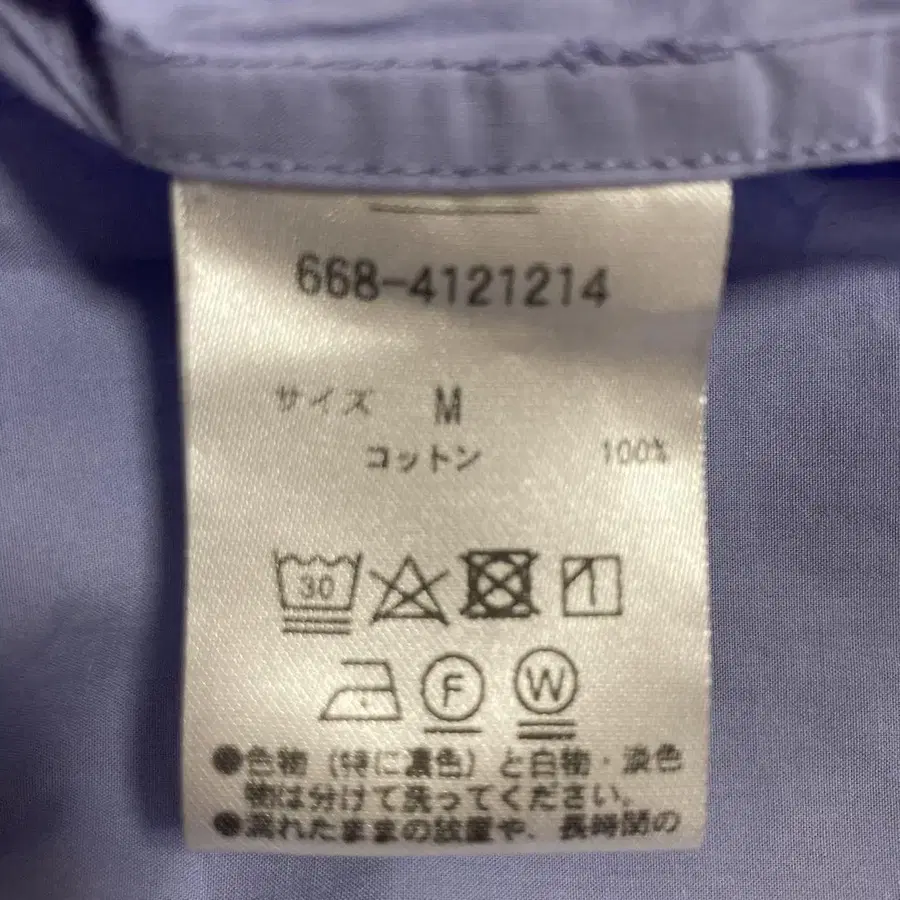 668-4121214
サイズ M
コットン 100%
30
F W
●色物（特に濃色）と白物・淡色
物は分けて洗ってください。
●濡れたままの放置や、長時間の